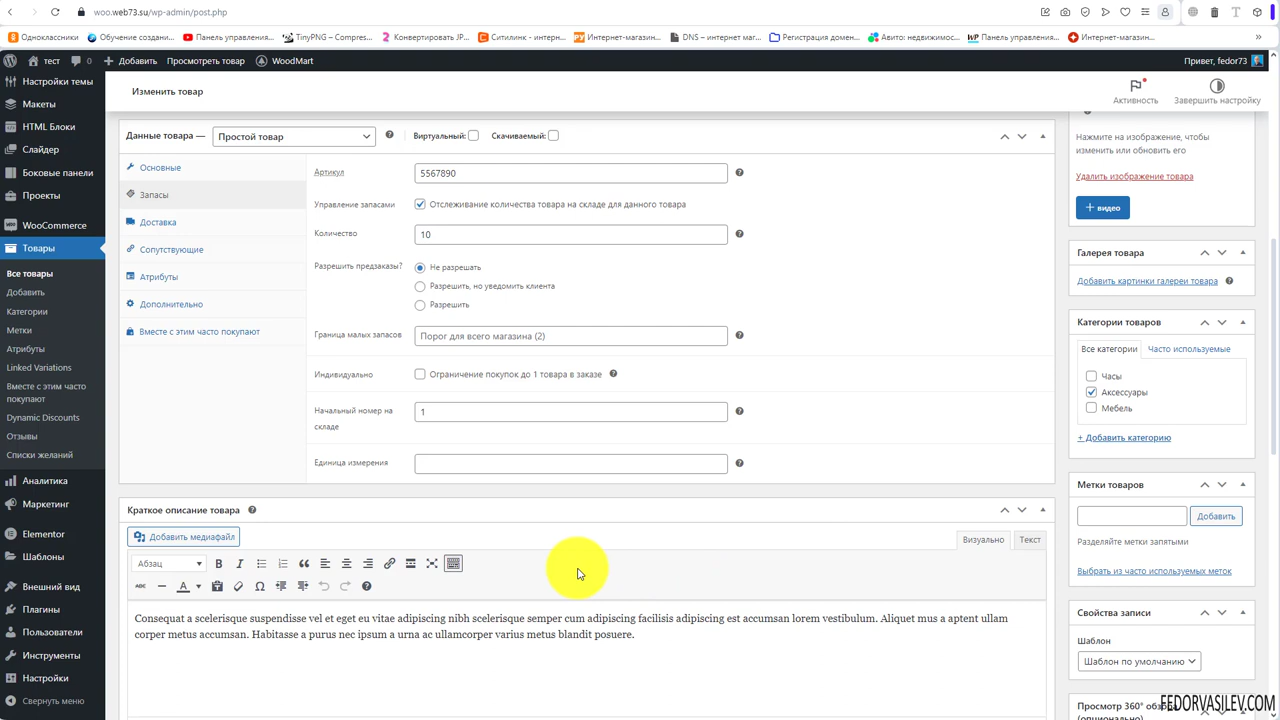 woo.web73.su/wp-admin/post.php
Одноклассники
Обучение создани...
Панель управления...
TinyPNG – Compres...
Конвертировать JP...
Ситилинк - интерн...
Интернет-магазин...
DNS – интернет маг...
Регистрация домен...
Авито: недвижимос...
Панель управления...
Интернет-магазин...
тест
0
Добавить
Просмотреть товар
WoodMart
Привет, fedor73
Настройки темы
Макеты
HTML Блоки
Слайдер
Боковые панели
Проекты
WooCommerce
Товары
Все товары
Добавить
Категории
Метки
Атрибуты
Linked Variations
Вместе с этим часто
покупают
Dynamic Discounts
Отзывы
Списки желаний
Аналитика
Маркетинг
Elementor
Шаблоны
Внешний вид
Плагины
Пользователи
Инструменты
Настройки
Свернуть меню
Изменить товар
Активность
Завершить настройку
Данные товара —
Простой товар
Виртуальный:
Скачиваемый:
Основные
Запасы
Доставка
Сопутствующие
Атрибуты
Дополнительно
Вместе с этим часто покупают
Артикул
5567890
Управление запасами
Отслеживание количества товара на складе для данного товара
Количество
10
Разрешить предзаказы?
Не разрешать
Разрешить, но уведомить клиента
Разрешить
Граница малых запасов
Порог для всего магазина (2)
Индивидуально
Ограничение покупок до 1 товара в заказе
Начальный номер на
складе
1
Единица измерения
Краткое описание товара
Добавить медиафайл
Визуально
Текст
Абзац
Consequat a scelerisque suspendisse vel et eget eu vitae adipiscing nibh scelerisque semper cum adipiscing facilisis adipiscing est accumsan lorem vestibulum. Aliquet mus a aptent ullam
corper metus accumsan. Habitasse a purus nec ipsum a urna ac ullamcorper varius metus blandit posuere.
Нажмите на изображение, чтобы
изменить или обновить его
Удалить изображение товара
+ видео
Галерея товара
Добавить картинки галереи товара
Категории товаров
Все категории
Часто используемые
Часы
Аксессуары
Мебель
+ Добавить категорию
Метки товаров
Добавить
Разделяйте метки запятыми
Выбрать из часто используемых меток
Свойства записи
Шаблон
Шаблон по умолчанию
Просмотр 360° обзора
(опционально)
FEDORVASILEV.COM